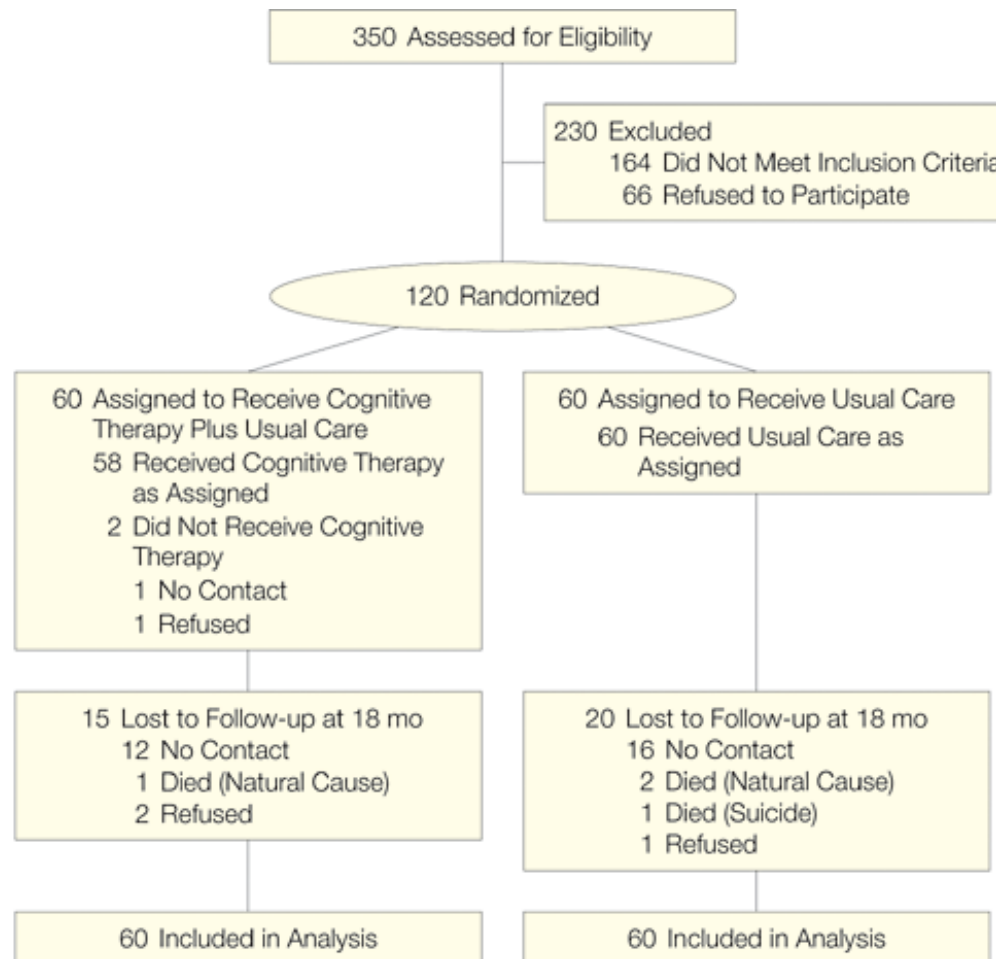 350 Assessed for Eligibility
230 Excluded
164 Did Not Meet Inclusion Criteria
66 Refused to Participate
120 Randomized
60 Assigned to Receive Cognitive
Therapy Plus Usual Care
58 Received Cognitive Therapy
as Assigned
2 Did Not Receive Cognitive
Therapy
1 No Contact
1 Refused
60 Assigned to Receive Usual Care
60 Received Usual Care as
Assigned
15 Lost to Follow-up at 18 mo
12 No Contact
1 Died (Natural Cause)
2 Refused
20 Lost to Follow-up at 18 mo
16 No Contact
2 Died (Natural Cause)
1 Died (Suicide)
1 Refused
60 Included in Analysis
60 Included in Analysis